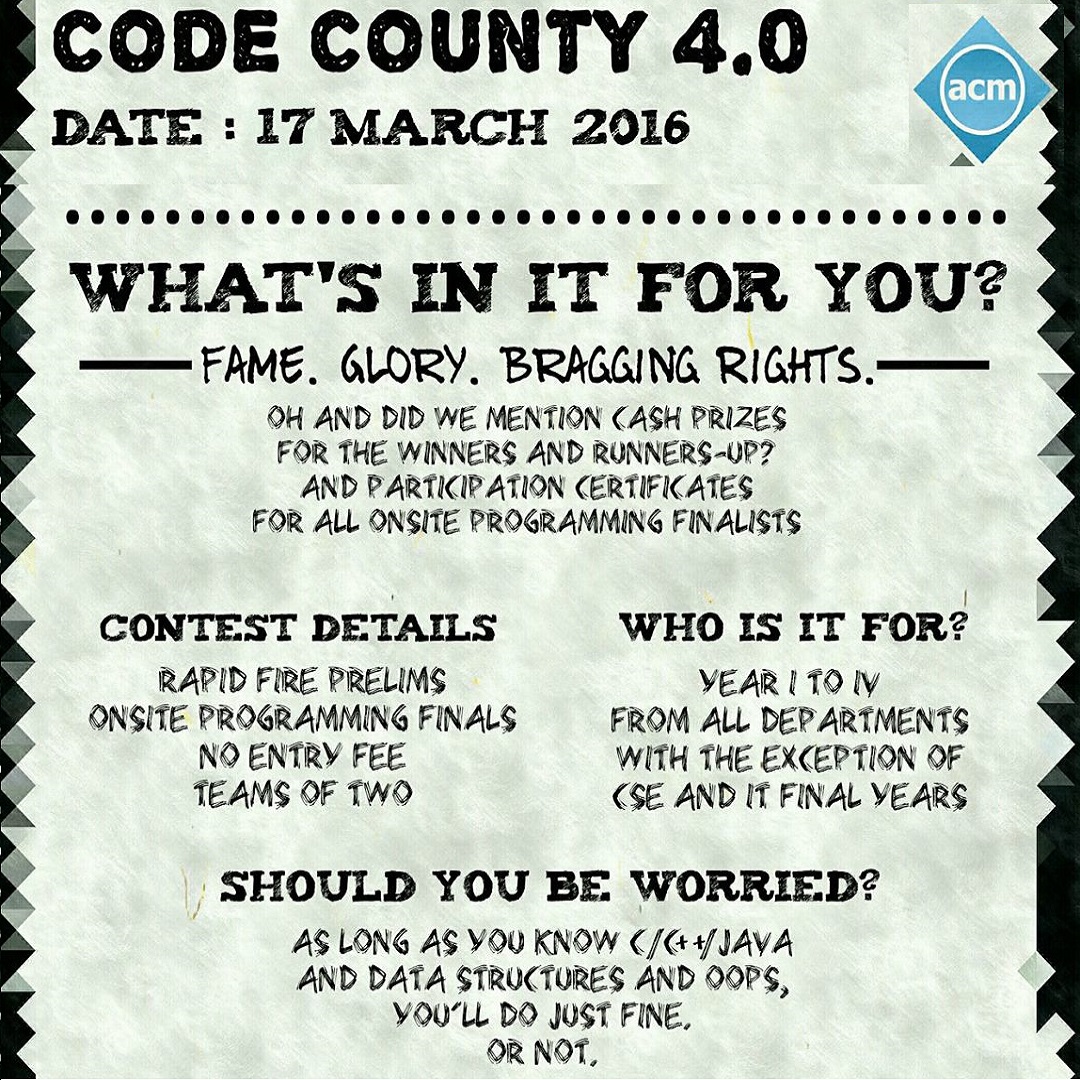 CODE COUNTY 4.0
acm
DATE : 17 MARCH 2016
WHAT'S IN IT FOR YOU?
FAME. GLORY. BRAGGING RIGHTS.
OH AND DID WE MENTION CASH PRIZES
FOR THE WINNERS AND RUNNERS-UP?
AND PARTICIPATION CERTIFICATES
FOR ALL ONSITE PROGRAMMING FINALISTS
CONTEST DETAILS
RAPID FIRE PRELIMS
ONSITE PROGRAMMING FINALS
NO ENTRY FEE
TEAMS OF TWO
WHO IS IT FOR?
YEAR I TO IV
FROM ALL DEPARTMENTS
WITH THE EXCEPTION OF
CSE AND IT FINAL YEARS
SHOULD YOU BE WORRIED?
AS LONG AS YOU KNOW C/C++/JAVA
AND DATA STRUCTURES AND OOPS,
YOU'LL DO JUST FINE.
OR NOT.